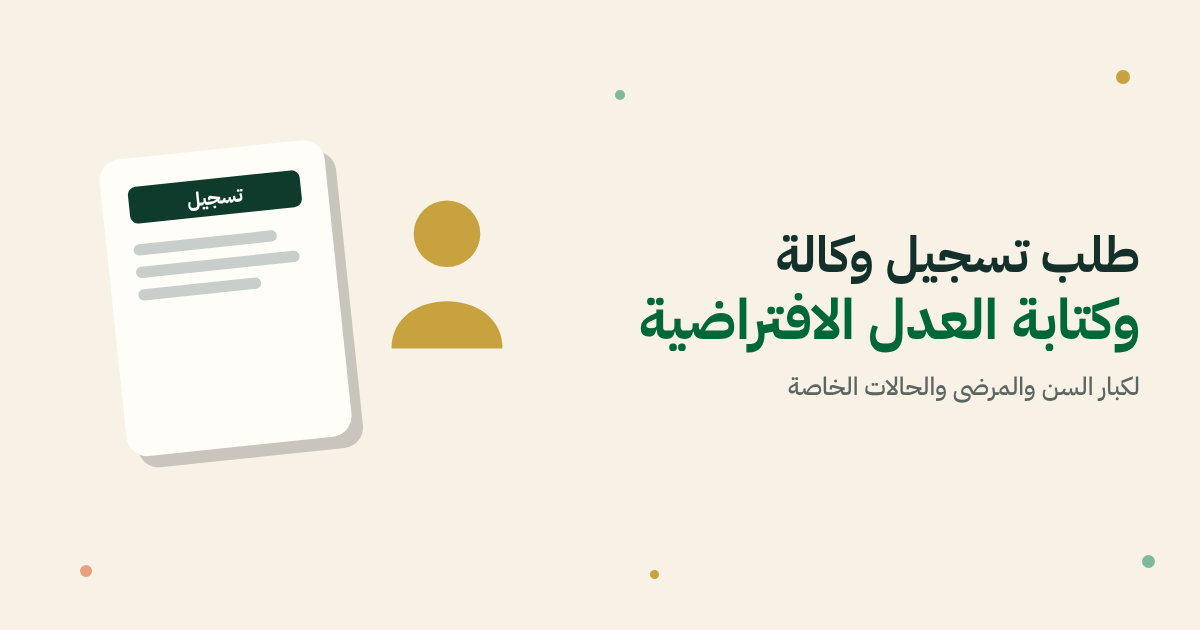 طلب تسجيل وكالة
وكتابة العدل الافتراضية
لكبار السن والمرضى والحالات الخاصة
تسجيل